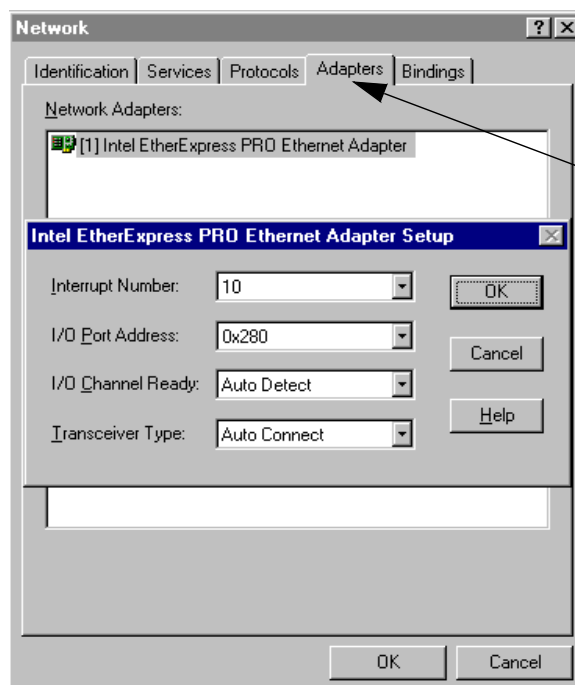 Network
Identification Services Protocols Adapters Bindings
Network Adapters:
[1] Intel EtherExpress PRO Ethernet Adapter
Intel EtherExpress PRO Ethernet Adapter Setup
Interrupt Number: 10 OK
I/O Port Address: 0x280
Cancel
I/O Channel Ready: Auto Detect
Help
Transceiver Type: Auto Connect
OK Cancel